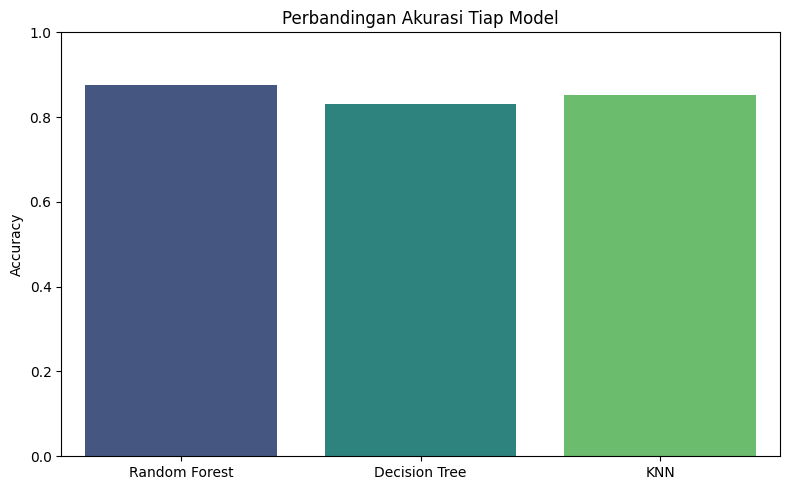 Perbandingan Akurasi Tiap Model
1.0
0.8
0.6
0.4
0.2
0.0
Accuracy
Random Forest
Decision Tree
KNN